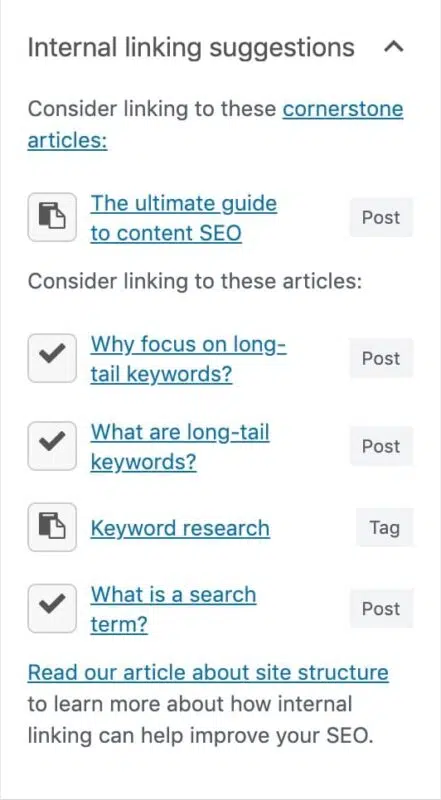 Internal linking suggestions
Consider linking to these cornerstone
articles:
The ultimate guide
to content SEO
Post
Consider linking to these articles:
Why focus on long-
tail keywords?
Post
What are long-tail
keywords?
Post
Keyword research
Tag
What is a search
term?
Post
Read our article about site structure
to learn more about how internal
linking can help improve your SEO.